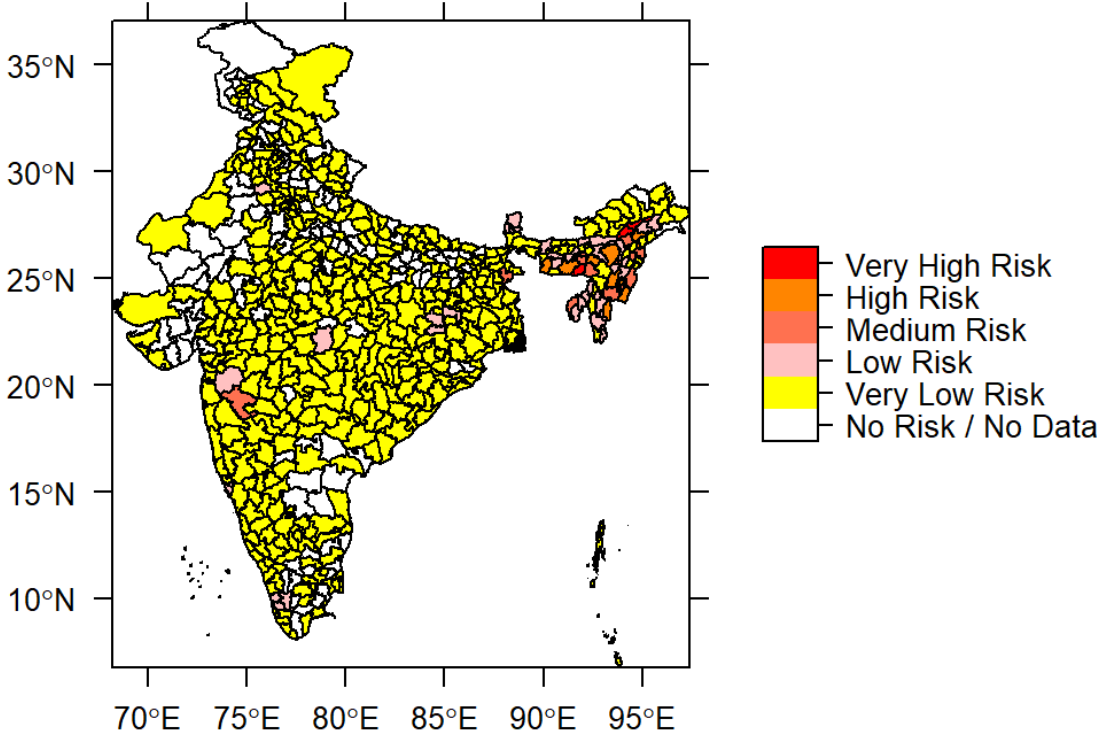 35°N
30°N
25°N
20°N
15°N
10°N
70°E 75°E 80°E 85°E 90°E 95°E
Very High Risk
High Risk
Medium Risk
Low Risk
Very Low Risk
No Risk / No Data